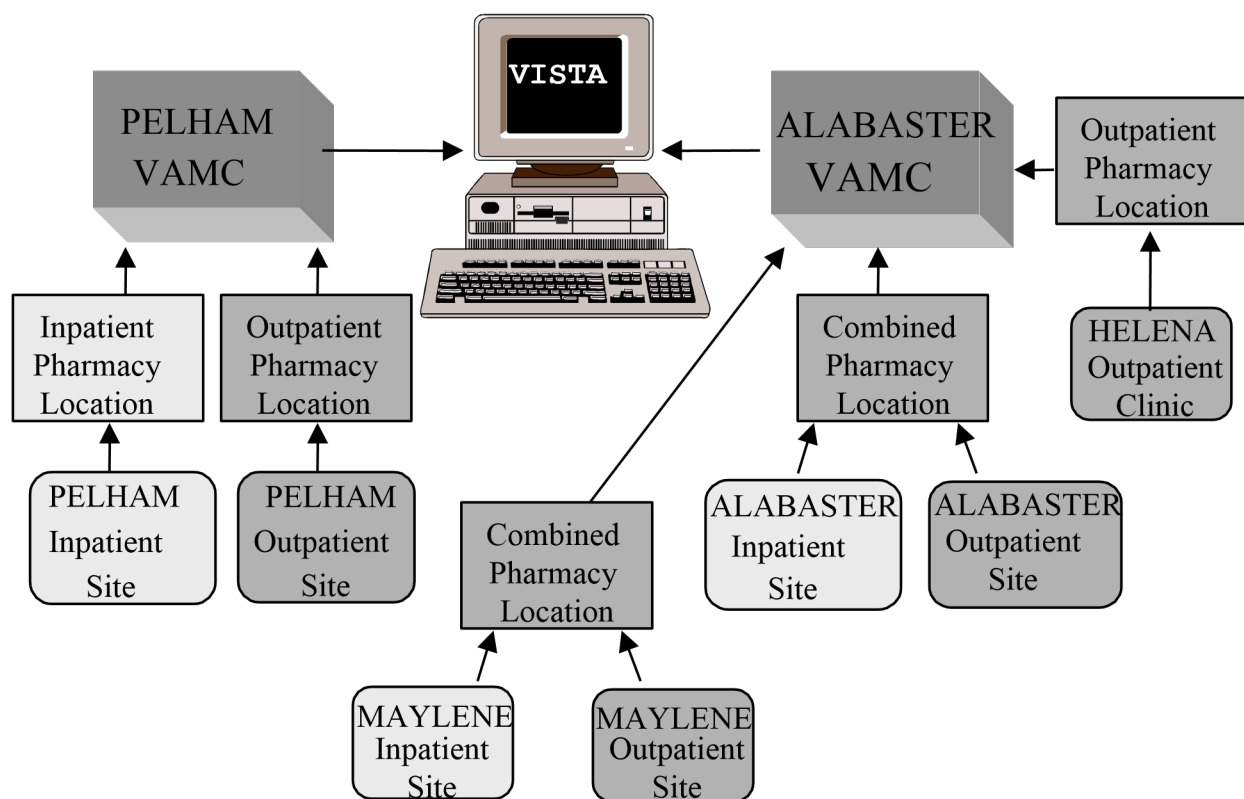 VISTA
PELHAM
VAMC
ALABASTER
VAMC
Outpatient
Pharmacy
Location
Inpatient
Pharmacy
Location
Outpatient
Pharmacy
Location
Combined
Pharmacy
Location
HELENA
Outpatient
Clinic
PELHAM
Inpatient
Site
PELHAM
Outpatient
Site
Combined
Pharmacy
Location
ALABASTER
Inpatient
Site
ALABASTER
Outpatient
Site
MAYLENE
Inpatient
Site
MAYLENE
Outpatient
Site